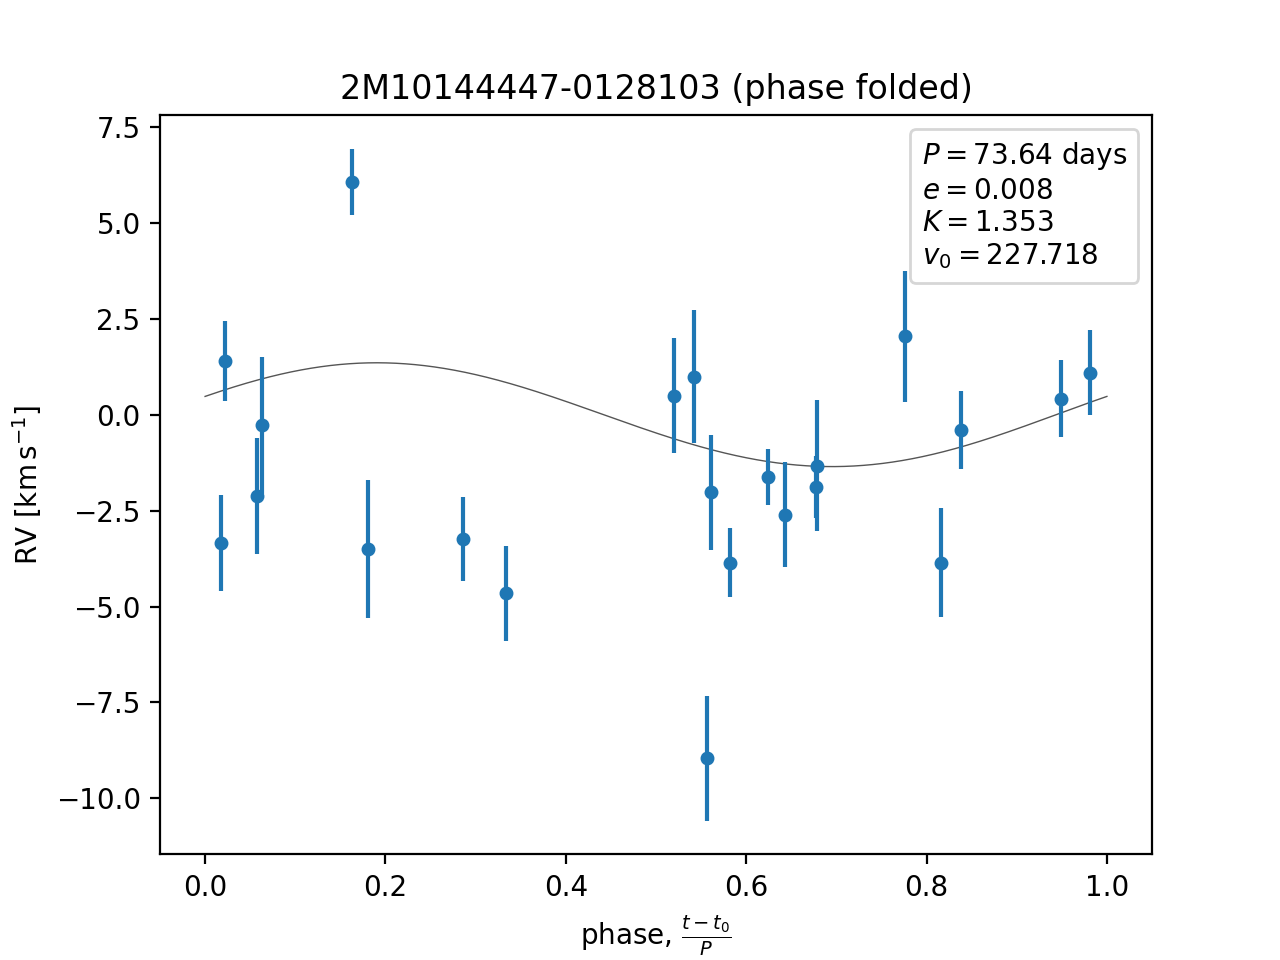 2M10144447-0128103 (phase folded)
P = 73.64 days
e = 0.008
K = 1.353
v₀ = 227.718
7.5
5.0
2.5
0.0
−2.5
−5.0
−7.5
−10.0
RV [km s⁻¹]
0.0 0.2 0.4 0.6 0.8 1.0
phase, (t − t₀)/P